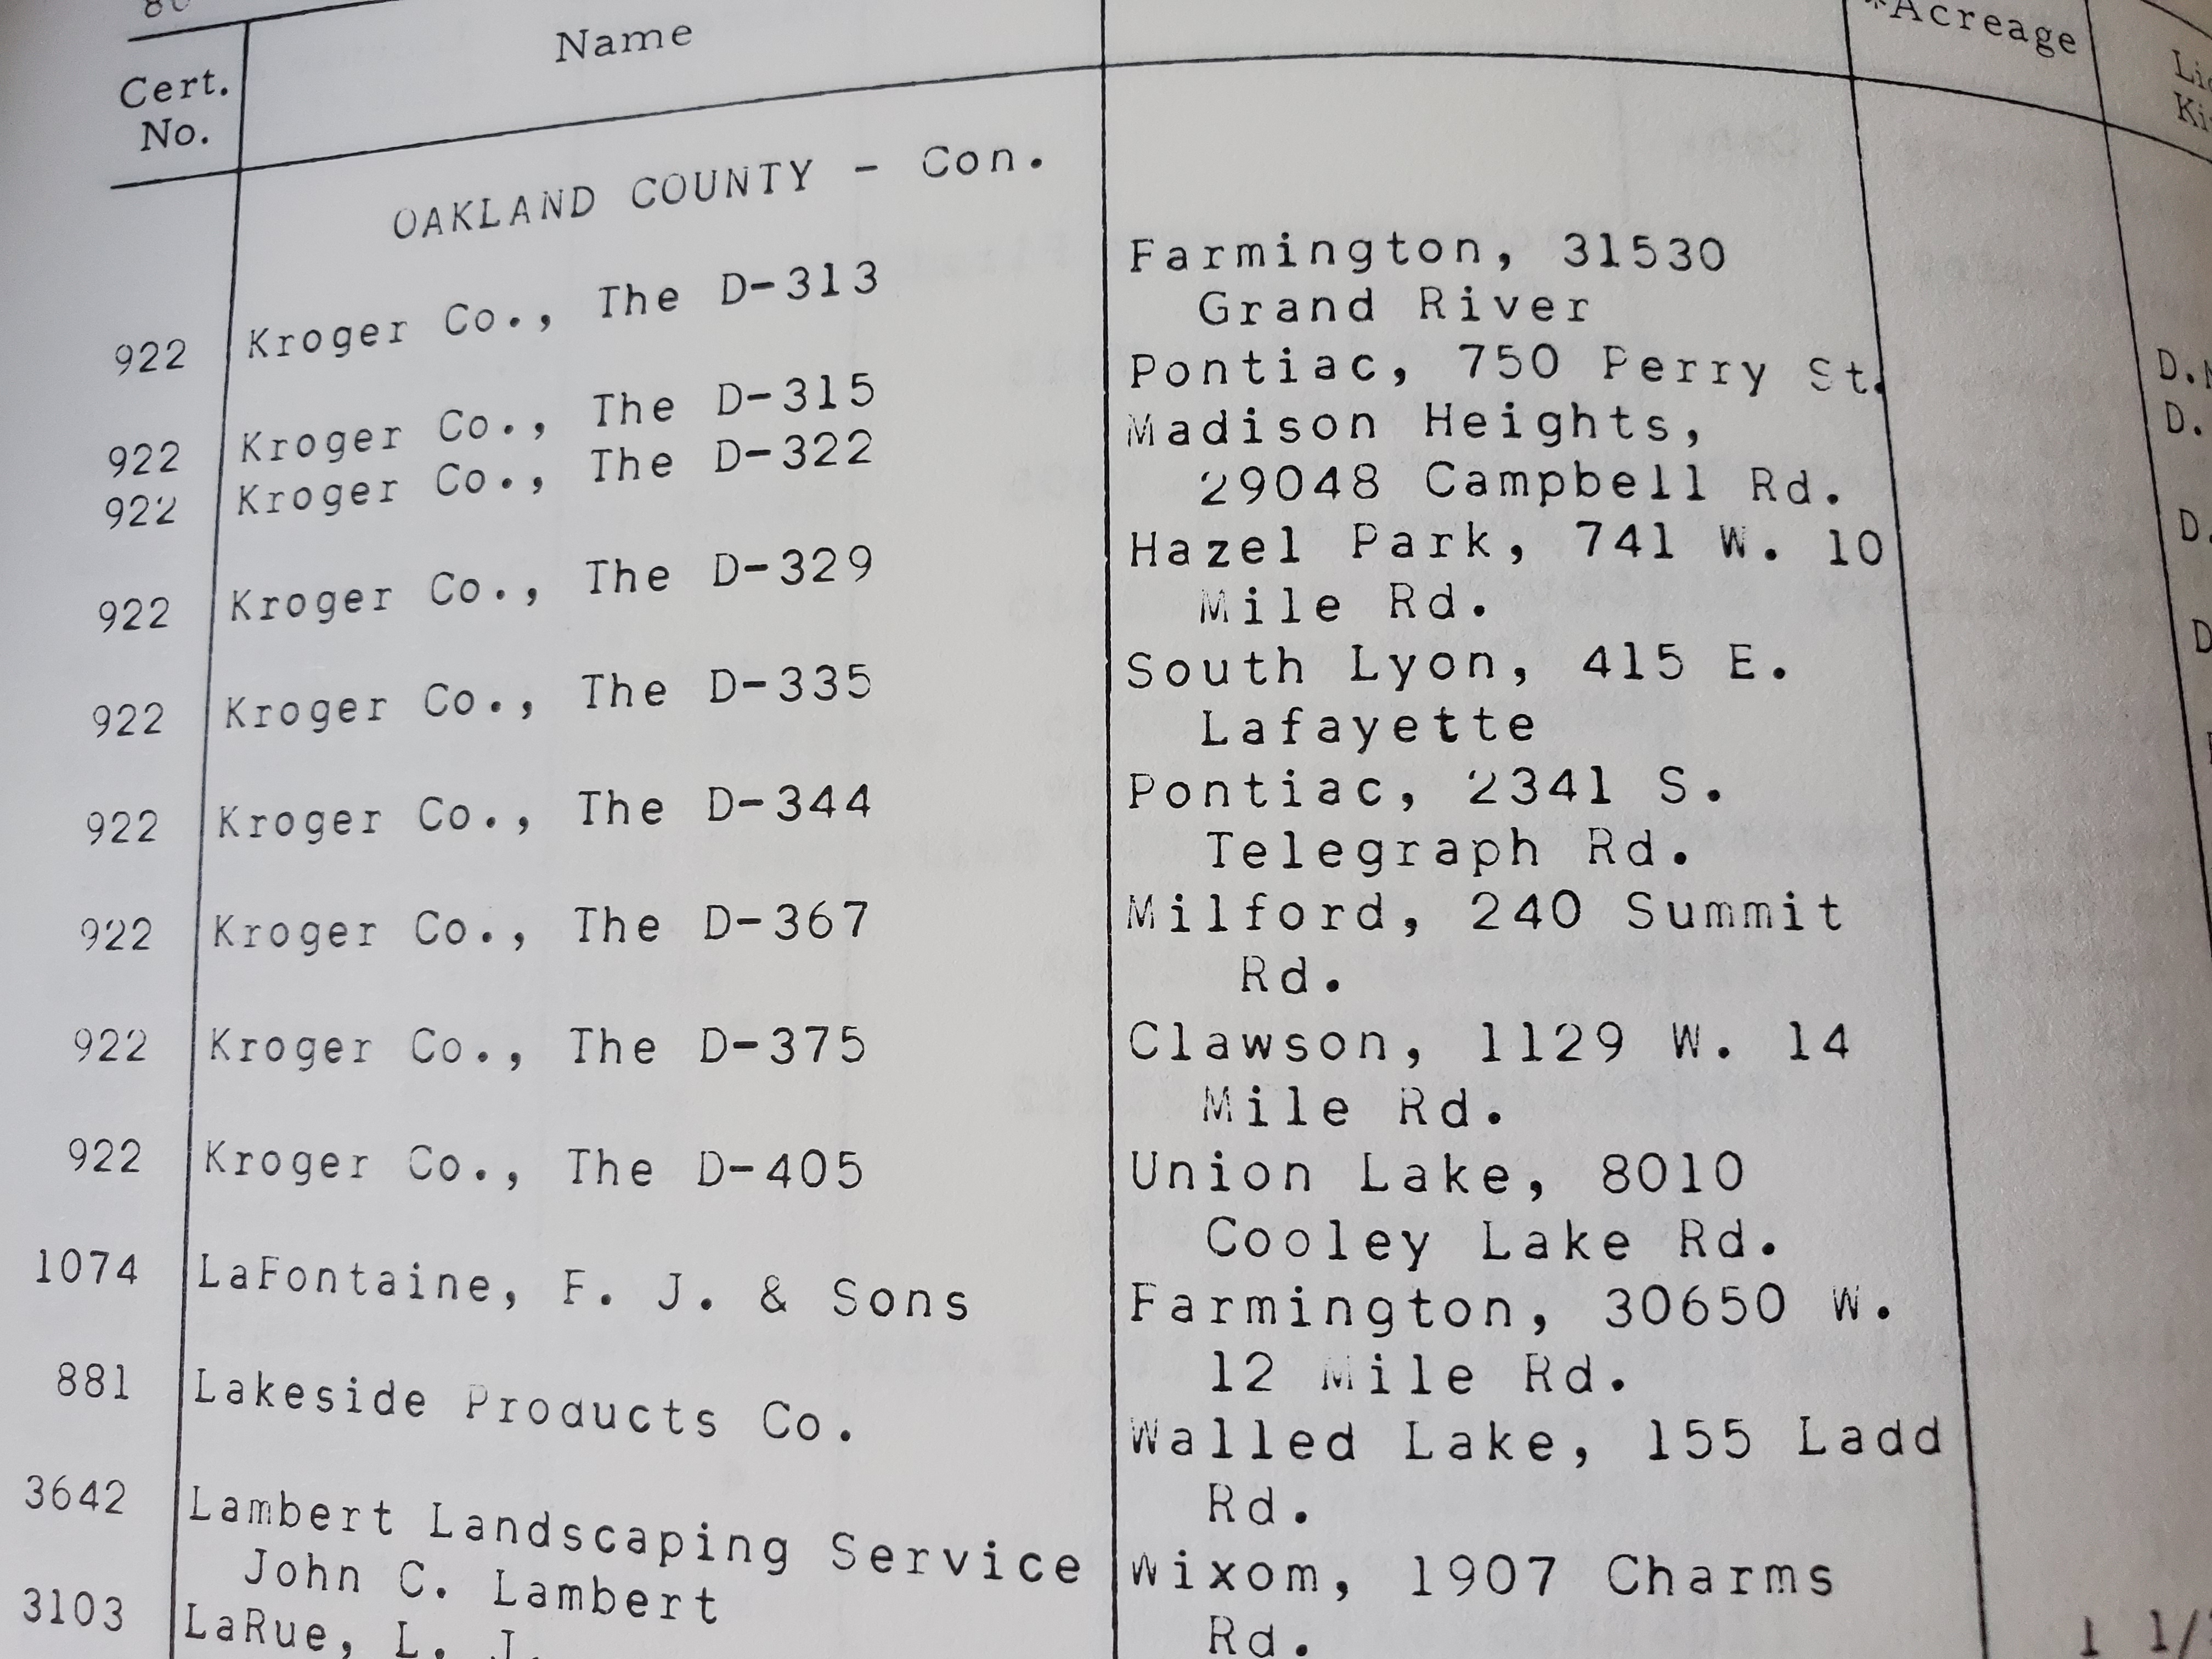 Name
*Acreage
Cert.
No.
OAKLAND COUNTY - Con.
922 Kroger Co., The D-313 Farmington, 31530
Grand River
922 Kroger Co., The D-315 Pontiac, 750 Perry St.
922 Kroger Co., The D-322 Madison Heights,
29048 Campbell Rd.
922 Kroger Co., The D-329 Hazel Park, 741 W. 10
Mile Rd.
922 Kroger Co., The D-335 South Lyon, 415 E.
Lafayette
922 Kroger Co., The D-344 Pontiac, 2341 S.
Telegraph Rd.
922 Kroger Co., The D-367 Milford, 240 Summit
Rd.
922 Kroger Co., The D-375 Clawson, 1129 W. 14
Mile Rd.
922 Kroger Co., The D-405 Union Lake, 8010
Cooley Lake Rd.
1074 LaFontaine, F. J. & Sons Farmington, 30650 W.
12 Mile Rd.
881 Lakeside Products Co. Walled Lake, 155 Ladd
Rd.
3642 Lambert Landscaping Service Wixom, 1907 Charms
John C. Lambert Rd.
3103 LaRue, L. J.